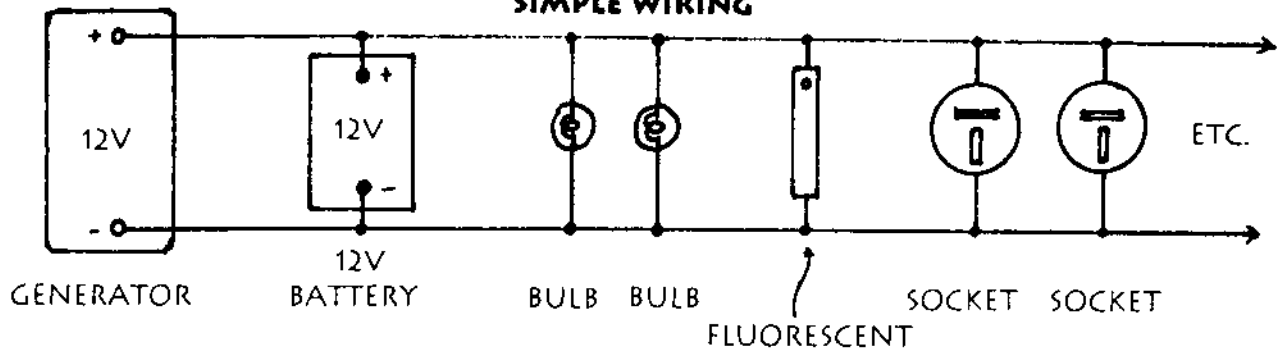 SIMPLE WIRING
+
12V
-
GENERATOR
+
12V
-
12V
BATTERY
BULB
BULB
FLUORESCENT
SOCKET
SOCKET
ETC.